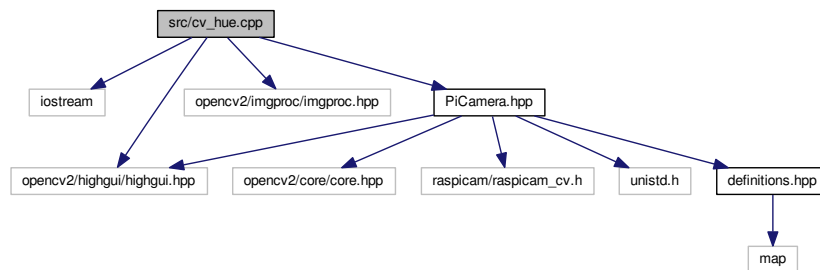 src/cv_hue.cpp
iostream
opencv2/imgproc/imgproc.hpp
PiCamera.hpp
opencv2/highgui/highgui.hpp
opencv2/core/core.hpp
raspicam/raspicam_cv.h
unistd.h
definitions.hpp
map